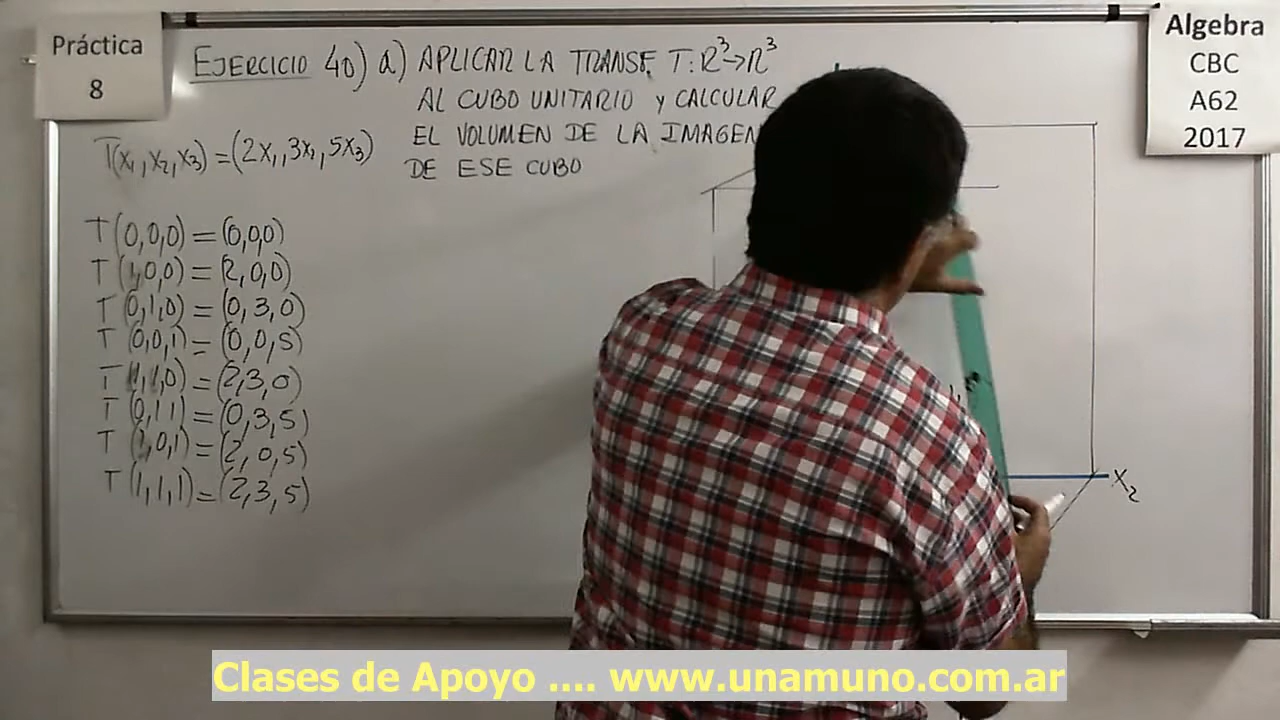 Práctica
8
EJERCICIO 40) a) APLICAR LA TRANSF. T: R³→R³
AL CUBO UNITARIO Y CALCULAR
EL VOLUMEN DE LA IMAGEN
DE ESE CUBO
T(x₁, x₂, x₃) = (2x₁, 3x₁, 5x₃)
T (0,0,0) = (0,0,0)
T (1,0,0) = (2,0,0)
T (0,1,0) = (0,3,0)
T (0,0,1) = (0,0,5)
T (1,1,0) = (2,3,0)
T (0,1,1) = (0,3,5)
T (1,0,1) = (2,0,5)
T (1,1,1) = (2,3,5)
x₂
Algebra
CBC
A62
2017
Clases de Apoyo .... www.unamuno.com.ar